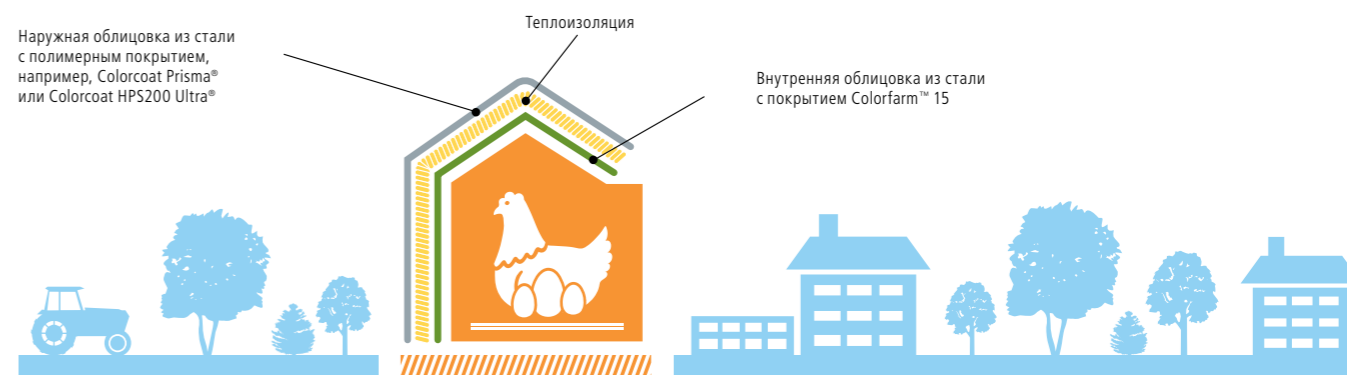 Наружная облицовка из стали
с полимерным покрытием,
например, Colorcoat Prisma®
или Colorcoat HPS200 Ultra®
Теплоизоляция
Внутренняя облицовка из стали
с покрытием Colorfarm™ 15